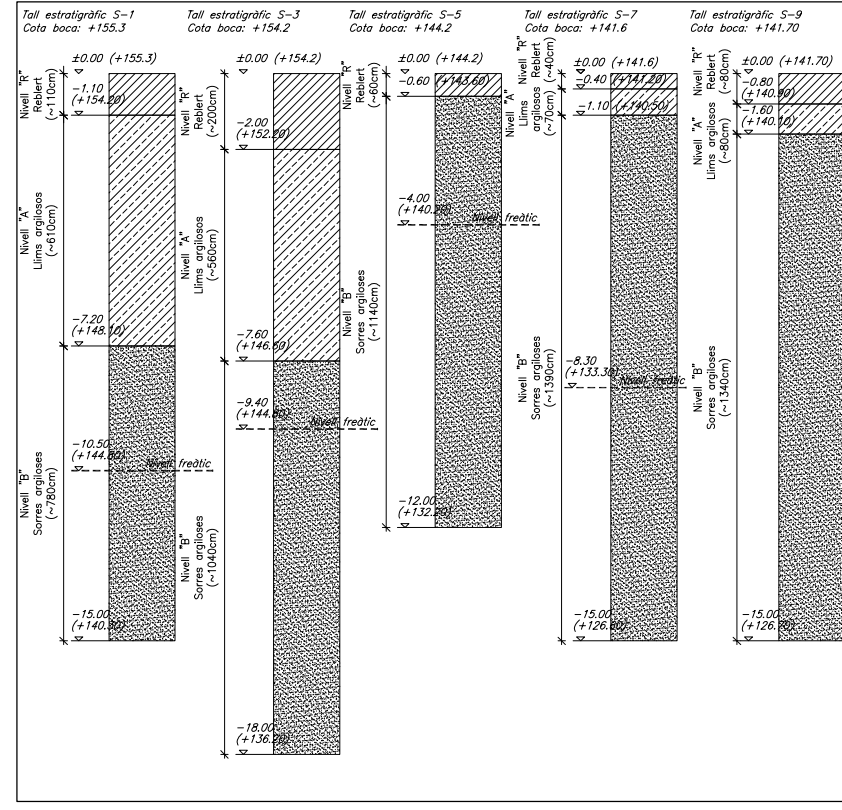 Tall estratigràfic S-1
Cota boca: +155.3
±0.00 (+155.3)
Nivell "R"
Reblert
(~110cm)
-1.10
(+154.20)
Nivell "A"
Llims argilosos
(~610cm)
-7.20
(+148.10)
-10.50
(+144.80)
Nivell freàtic
Nivell "B"
Sorres argiloses
(~780cm)
-15.00
(+140.30)
Tall estratigràfic S-3
Cota boca: +154.2
±0.00 (+154.2)
Nivell "R"
Reblert
(~200cm)
-2.00
(+152.20)
Nivell "A"
Llims argilosos
(~560cm)
-7.60
(+146.60)
-9.40
(+144.80)
Nivell freàtic
Nivell "B"
Sorres argiloses
(~1040cm)
-18.00
(+136.20)
Tall estratigràfic S-5
Cota boca: +144.2
±0.00 (+144.2)
Nivell "R"
Reblert
(~60cm)
-0.60 (+143.60)
-4.00
(+140.20)
Nivell freàtic
Nivell "B"
Sorres argiloses
(~1140cm)
-12.00
(+132.20)
Tall estratigràfic S-7
Cota boca: +141.6
±0.00 (+141.6)
Nivell "R"
Reblert
(~40cm)
-0.40 (+141.20)
Nivell "A"
Llims
argilosos
(~70cm)
-1.10 (+140.50)
-8.30
(+133.30)
Nivell freàtic
Nivell "B"
Sorres argiloses
(~1390cm)
-15.00
(+126.60)
Tall estratigràfic S-9
Cota boca: +141.70
±0.00 (+141.70)
Nivell "R"
Reblert
(~80cm)
-0.80
(+140.90)
Nivell "A"
Llims argilosos
(~80cm)
-1.60
(+140.10)
Nivell "B"
Sorres argiloses
(~1340cm)
-15.00
(+126.70)